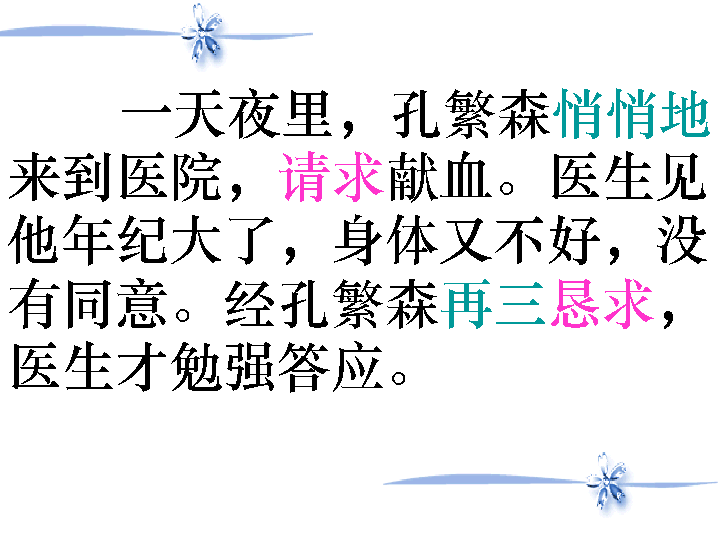 一天夜里，孔繁森悄悄地
来到医院，请求献血。医生见
他年纪大了，身体又不好，没
有同意。经孔繁森再三恳求，
医生才勉强答应。